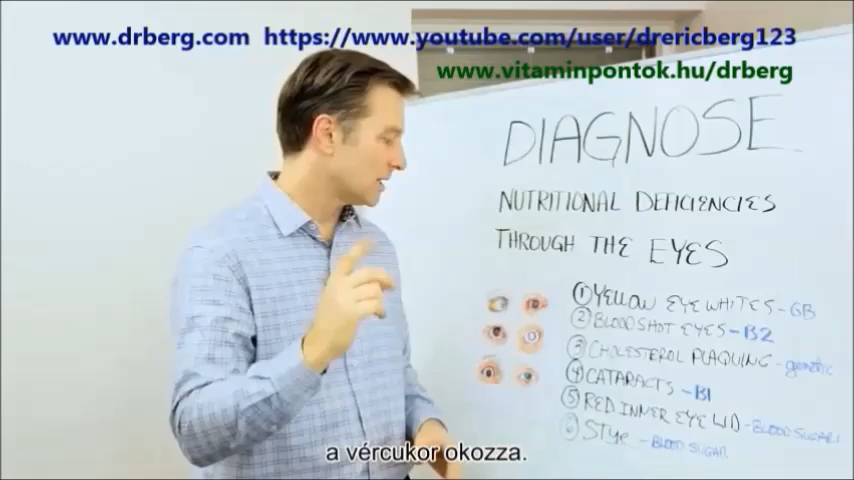 www.drberg.com https://www.youtube.com/user/drericberg123
www.vitaminpontok.hu/drberg
DIAGNOSE
NUTRITIONAL DEFICIENCIES
THROUGH THE EYES
① YELLOW EYE WHITES - GB
② BLOODSHOT EYES - B2
③ CHOLESTEROL PLAQUING - genetic
④ CATARACTS - B1
⑤ RED INNER EYE LID - BLOOD SUGAR
⑥ STYE - BLOOD SUGAR
a vércukor okozza.